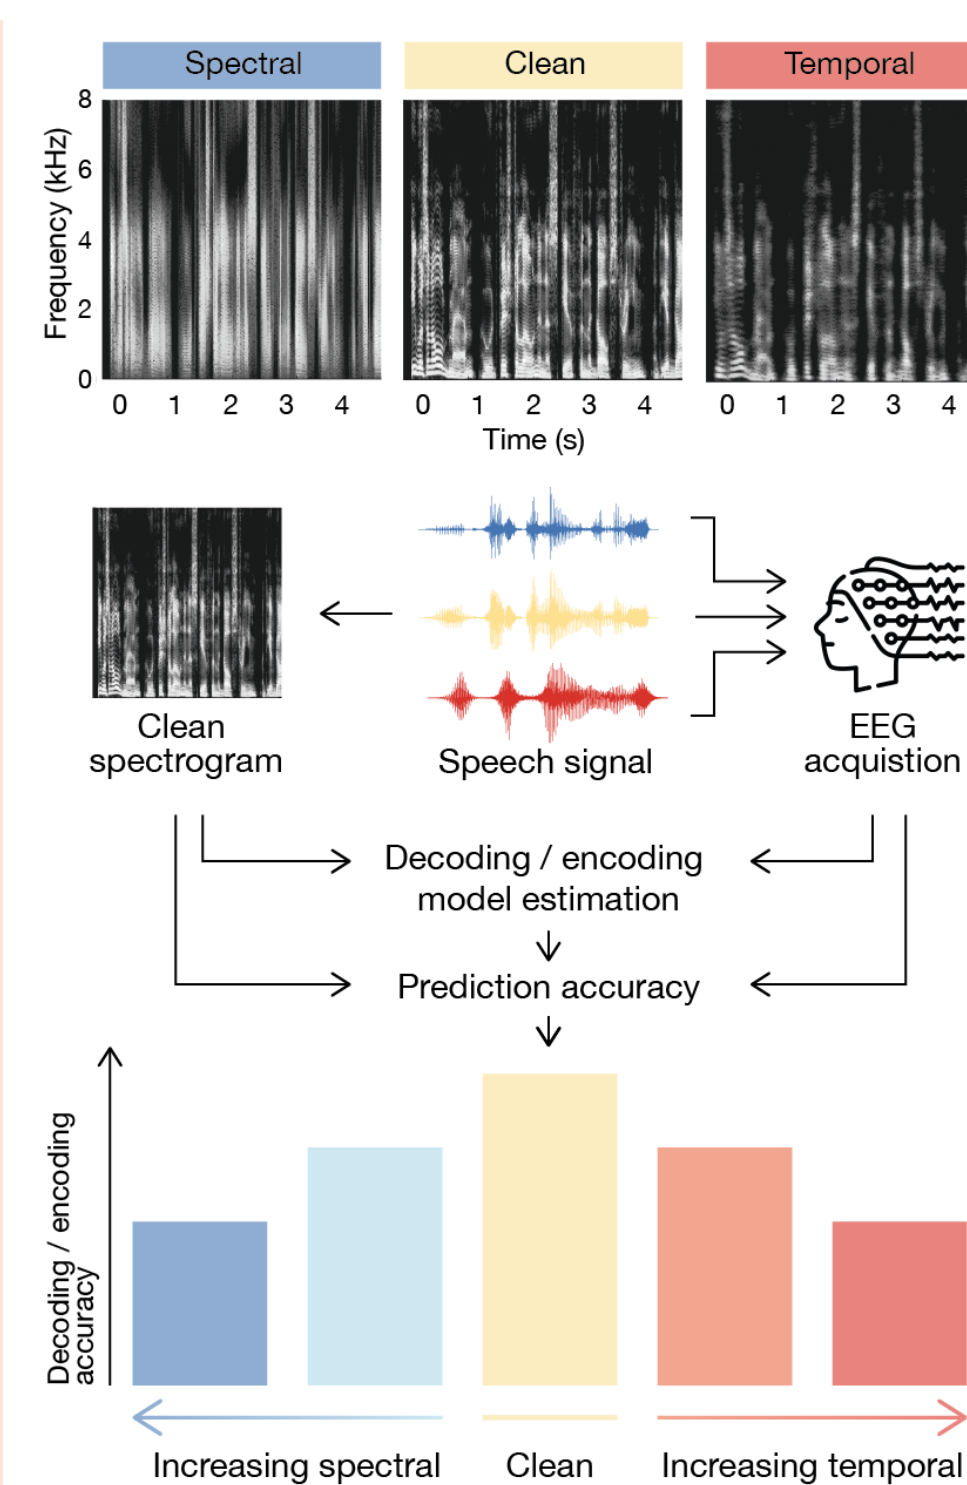 Spectral
Clean
Temporal
Frequency (kHz)
8
6
4
2
0
0 1 2 3 4
0 1 2 3 4
0 1 2 3 4
Time (s)
Clean
spectrogram
Speech signal
EEG
acquistion
Decoding / encoding
model estimation
Prediction accuracy
Decoding / encoding
accuracy
Increasing spectral
Clean
Increasing temporal